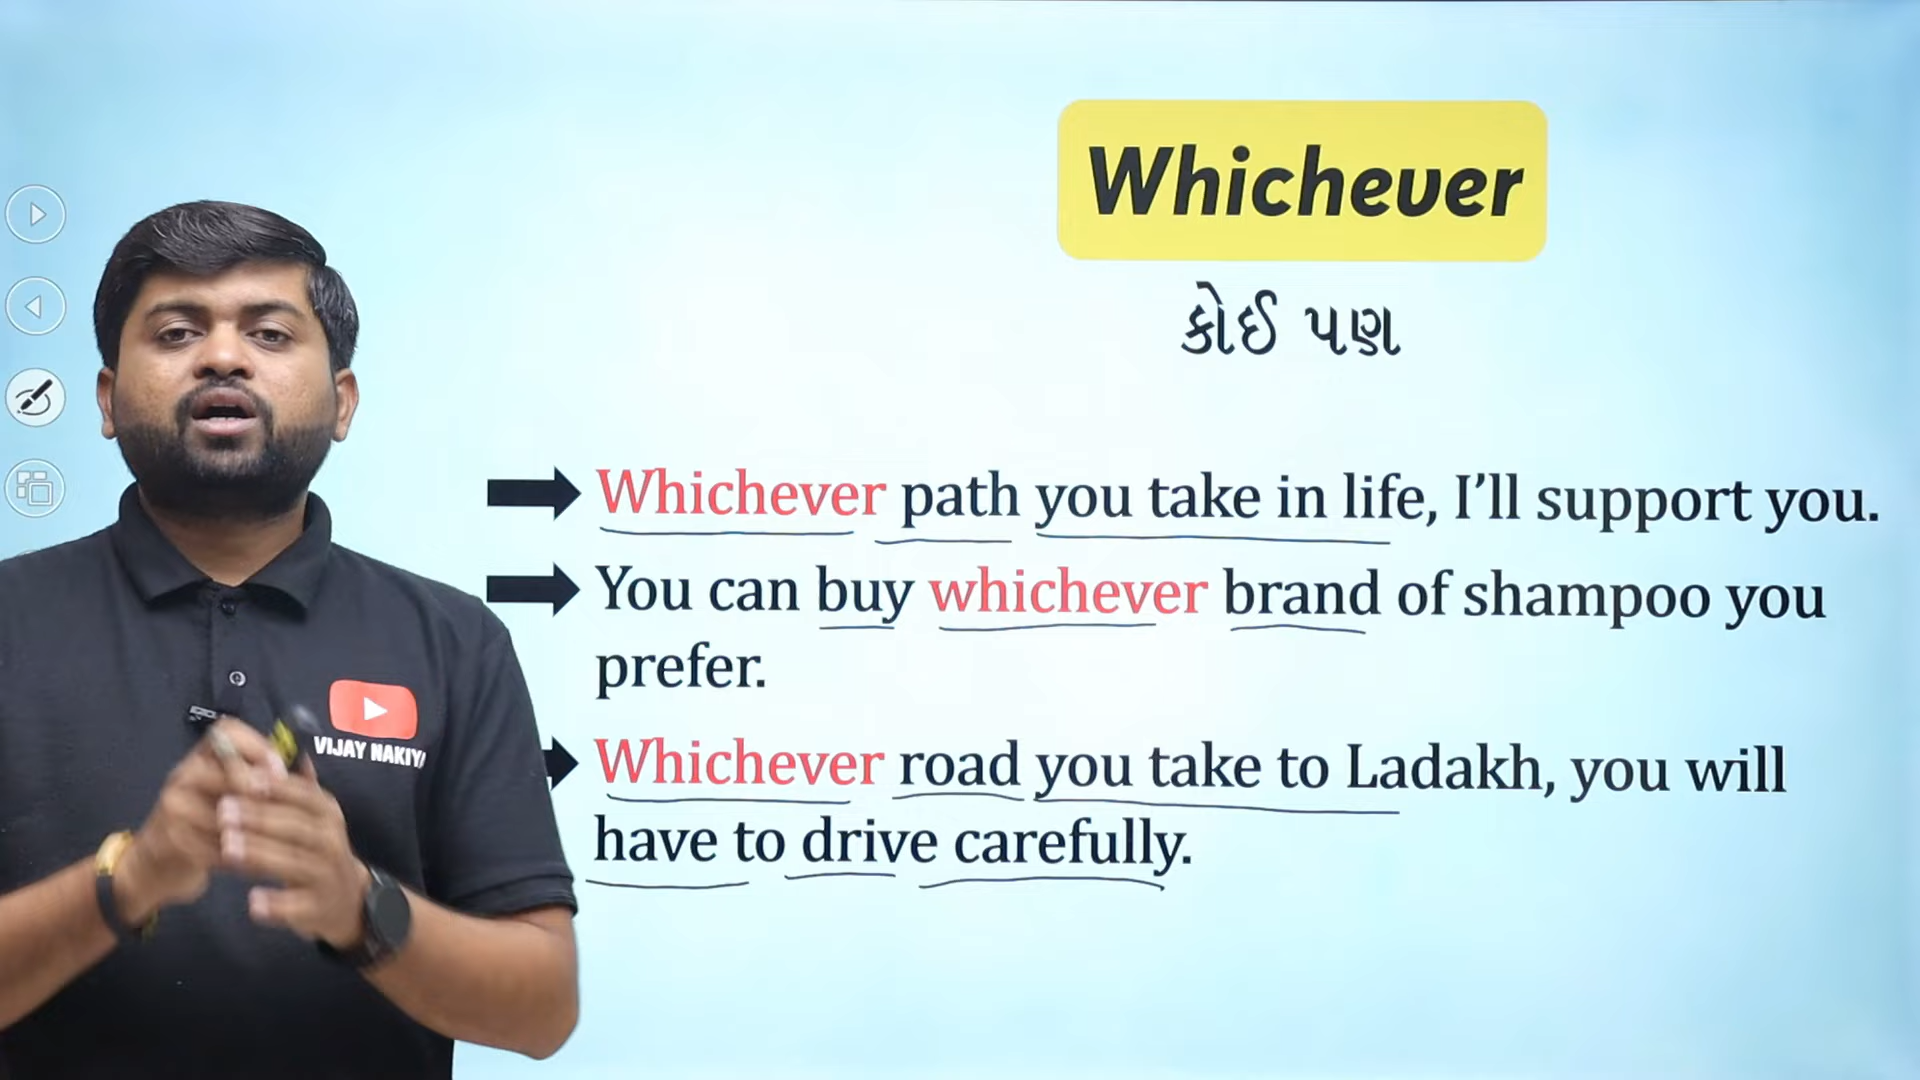 Whichever
કોઈ પણ
Whichever path you take in life, I’ll support you.
You can buy whichever brand of shampoo you
prefer.
Whichever road you take to Ladakh, you will
have to drive carefully.
VIJAY NAKIYA